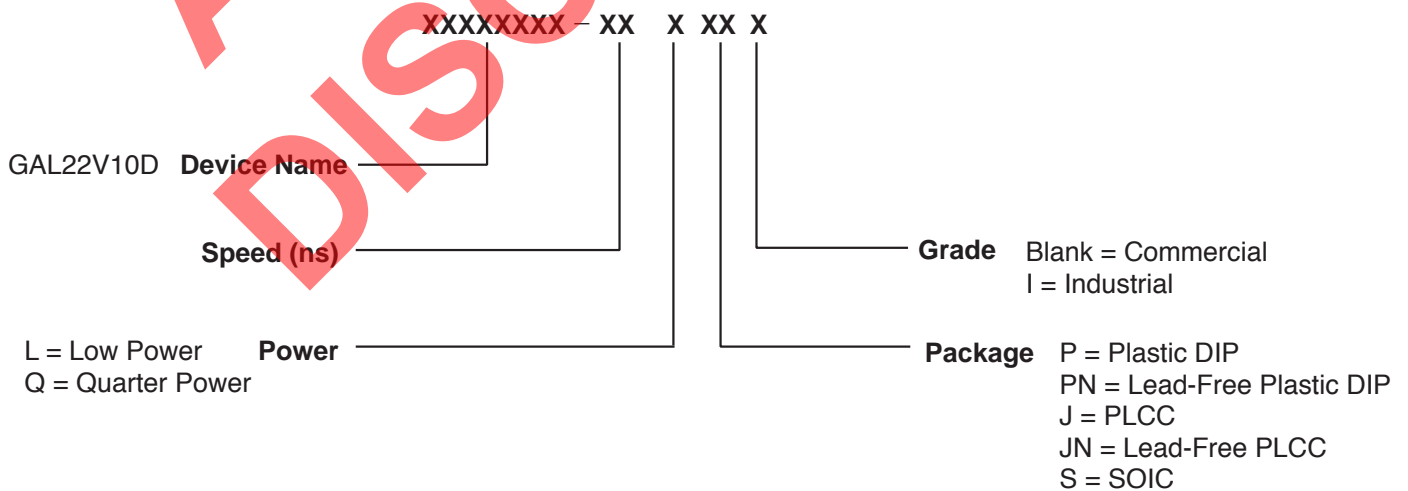 XXXXXXXX – XX X XX X
GAL22V10D Device Name
Speed (ns)
Grade Blank = Commercial
I = Industrial
L = Low Power Power
Q = Quarter Power
Package P = Plastic DIP
PN = Lead-Free Plastic DIP
J = PLCC
JN = Lead-Free PLCC
S = SOIC
DISC